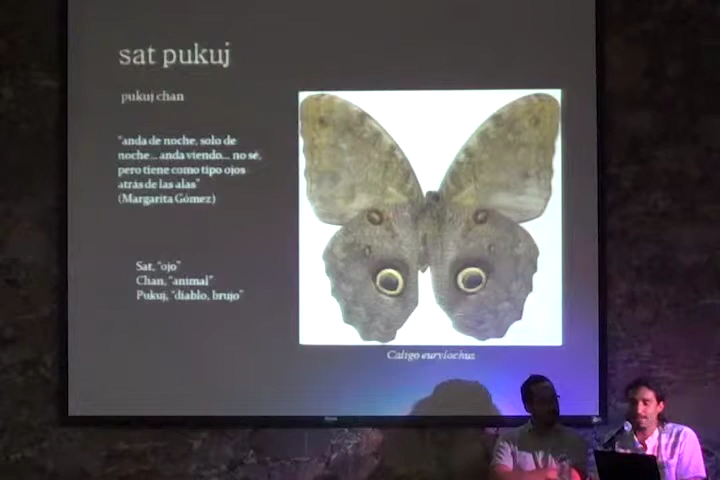 sat pukuj
pukuj chan
"anda de noche, solo de
noche... anda viendo... no sé,
pero tiene como tipo ojos
atrás de las alas"
(Margarita Gómez)
Sat, "ojo"
Chan, "animal"
Pukuj, "diablo, brujo"
Caligo eurylochus